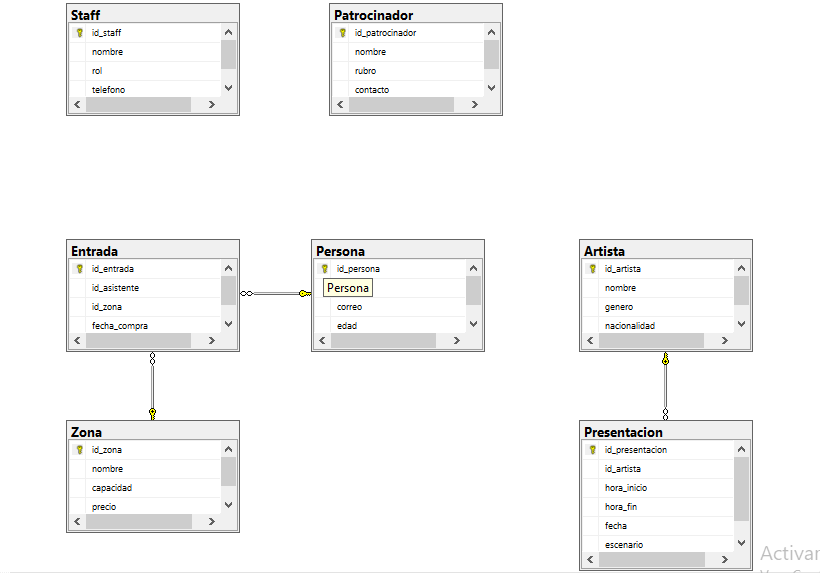 Staff
id_staff
nombre
rol
telefono
Patrocinador
id_patrocinador
nombre
rubro
contacto
Entrada
id_entrada
id_asistente
id_zona
fecha_compra
Persona
id_persona
Persona
correo
edad
Artista
id_artista
nombre
genero
nacionalidad
Zona
id_zona
nombre
capacidad
precio
Presentacion
id_presentacion
id_artista
hora_inicio
hora_fin
fecha
escenario
Activar